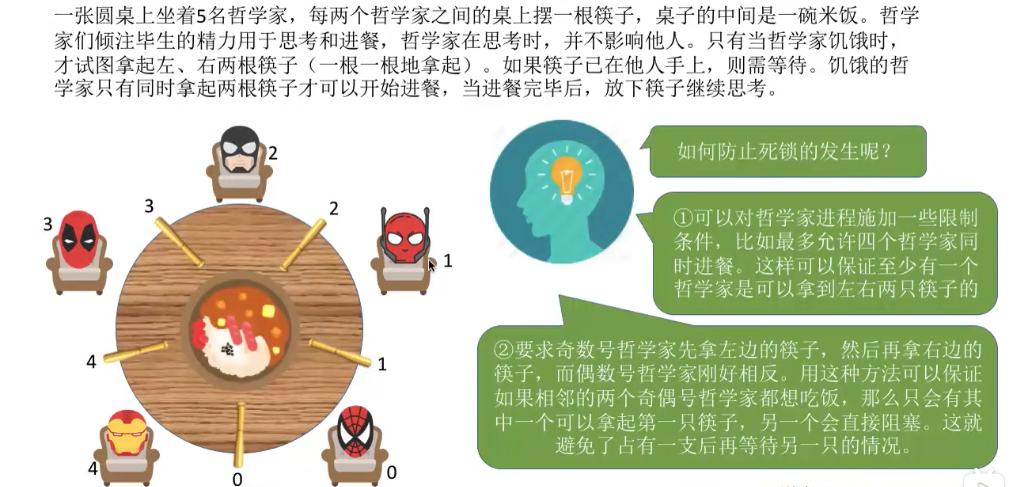 一张圆桌上坐着5名哲学家，每两个哲学家之间的桌上摆一根筷子，桌子的中间是一碗米饭。哲学
家们倾注毕生的精力用于思考和进餐，哲学家在思考时，并不影响他人。只有当哲学家饥饿时，
才试图拿起左、右两根筷子（一根一根地拿起）。如果筷子已在他人手上，则需等待。饥饿的哲
学家只有同时拿起两根筷子才可以开始进餐，当进餐完毕后，放下筷子继续思考。
2
3
2
3
1
4
1
4
0
0
如何防止死锁的发生呢？
①可以对哲学家进程施加一些限制
条件，比如最多允许四个哲学家同
时进餐。这样可以保证至少有一个
哲学家是可以拿到左右两只筷子的
②要求奇数号哲学家先拿左边的筷子，然后再拿右边的
筷子，而偶数号哲学家刚好相反。用这种方法可以保证
如果相邻的两个奇偶号哲学家都想吃饭，那么只会有其
中一个可以拿起第一只筷子，另一个会直接阻塞。这就
避免了占有一支后再等待另一只的情况。